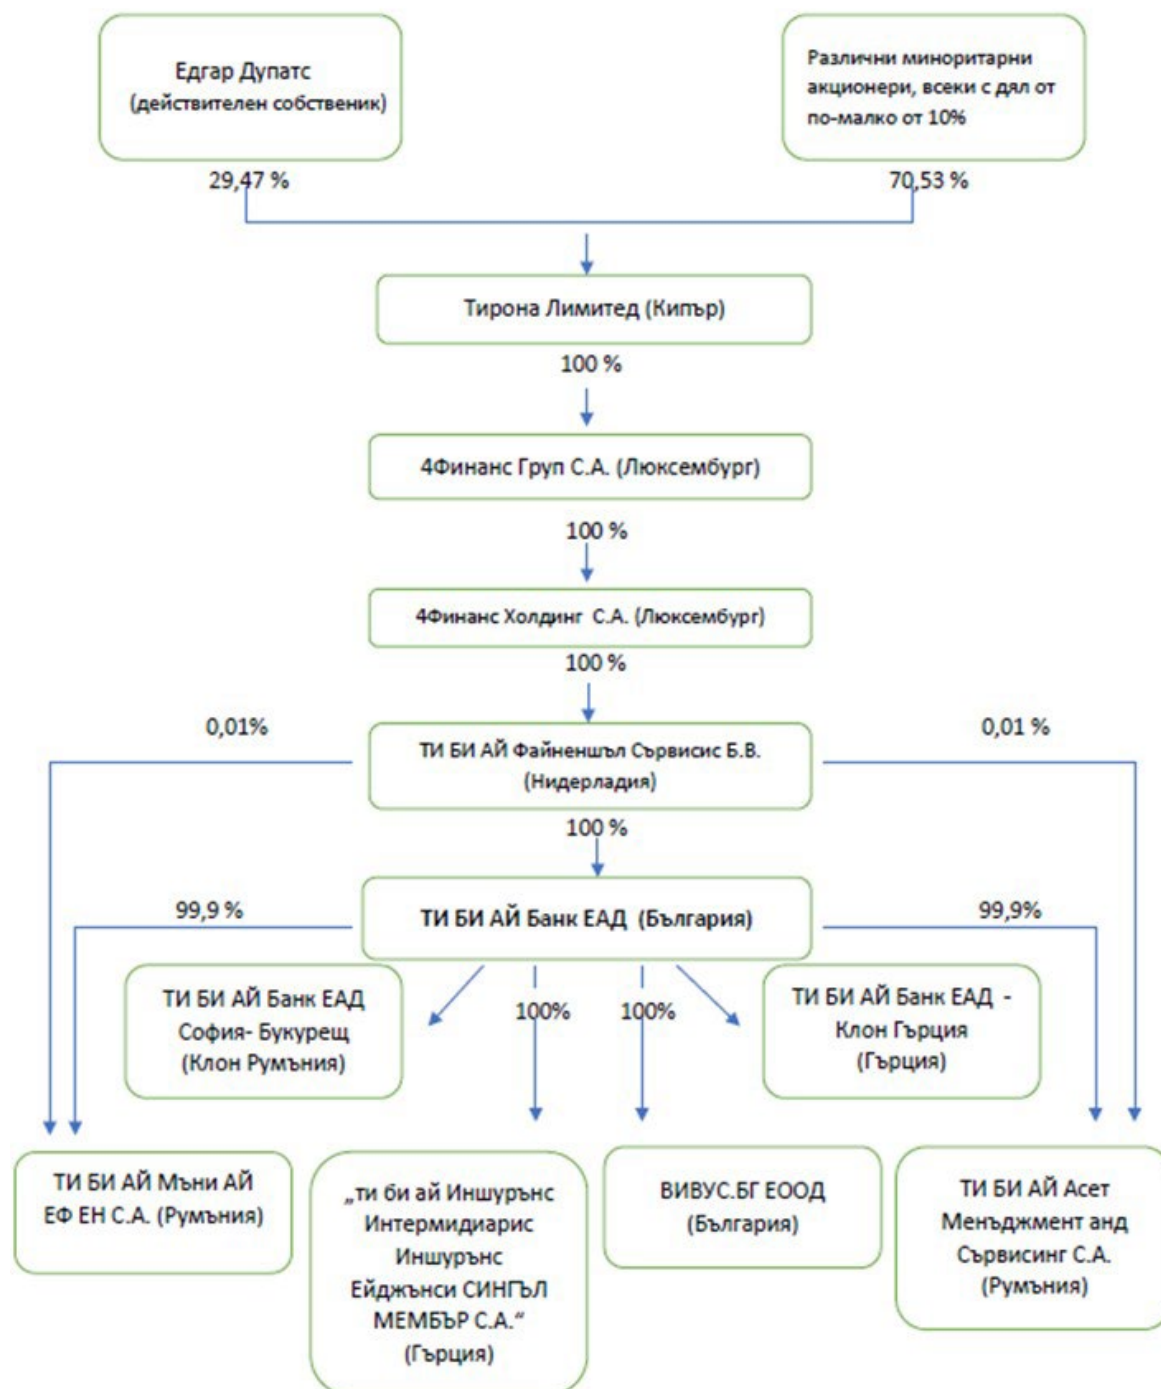 Едгар Дупатс
(действителен собственик)
Различни миноритарни
акционери, всеки с дял от
по-малко от 10%
29,47 %
70,53 %
Тирона Лимитед (Кипър)
100 %
4Финанс Груп С.А. (Люксембург)
100 %
4Финанс Холдинг С.А. (Люксембург)
100 %
0,01%
0,01 %
ТИ БИ АЙ Файненшъл Сървисис Б.В.
(Нидерладия)
100 %
99,9 %
ТИ БИ АЙ Банк ЕАД (България)
99,9%
ТИ БИ АЙ Банк ЕАД
София- Букурещ
(Клон Румъния)
100%
100%
ТИ БИ АЙ Банк ЕАД -
Клон Гърция
(Гърция)
ТИ БИ АЙ Мъни АЙ
ЕФ ЕН С.А. (Румъния)
„ти би ай Иншурънс
Интермидиарис
Иншурънс
Ейджънси СИНГЪЛ
МЕМБЪР С.А.“
(Гърция)
ВИВУС.БГ ЕООД
(България)
ТИ БИ АЙ Асет
Менъджмент анд
Сървисинг С.А.
(Румъния)